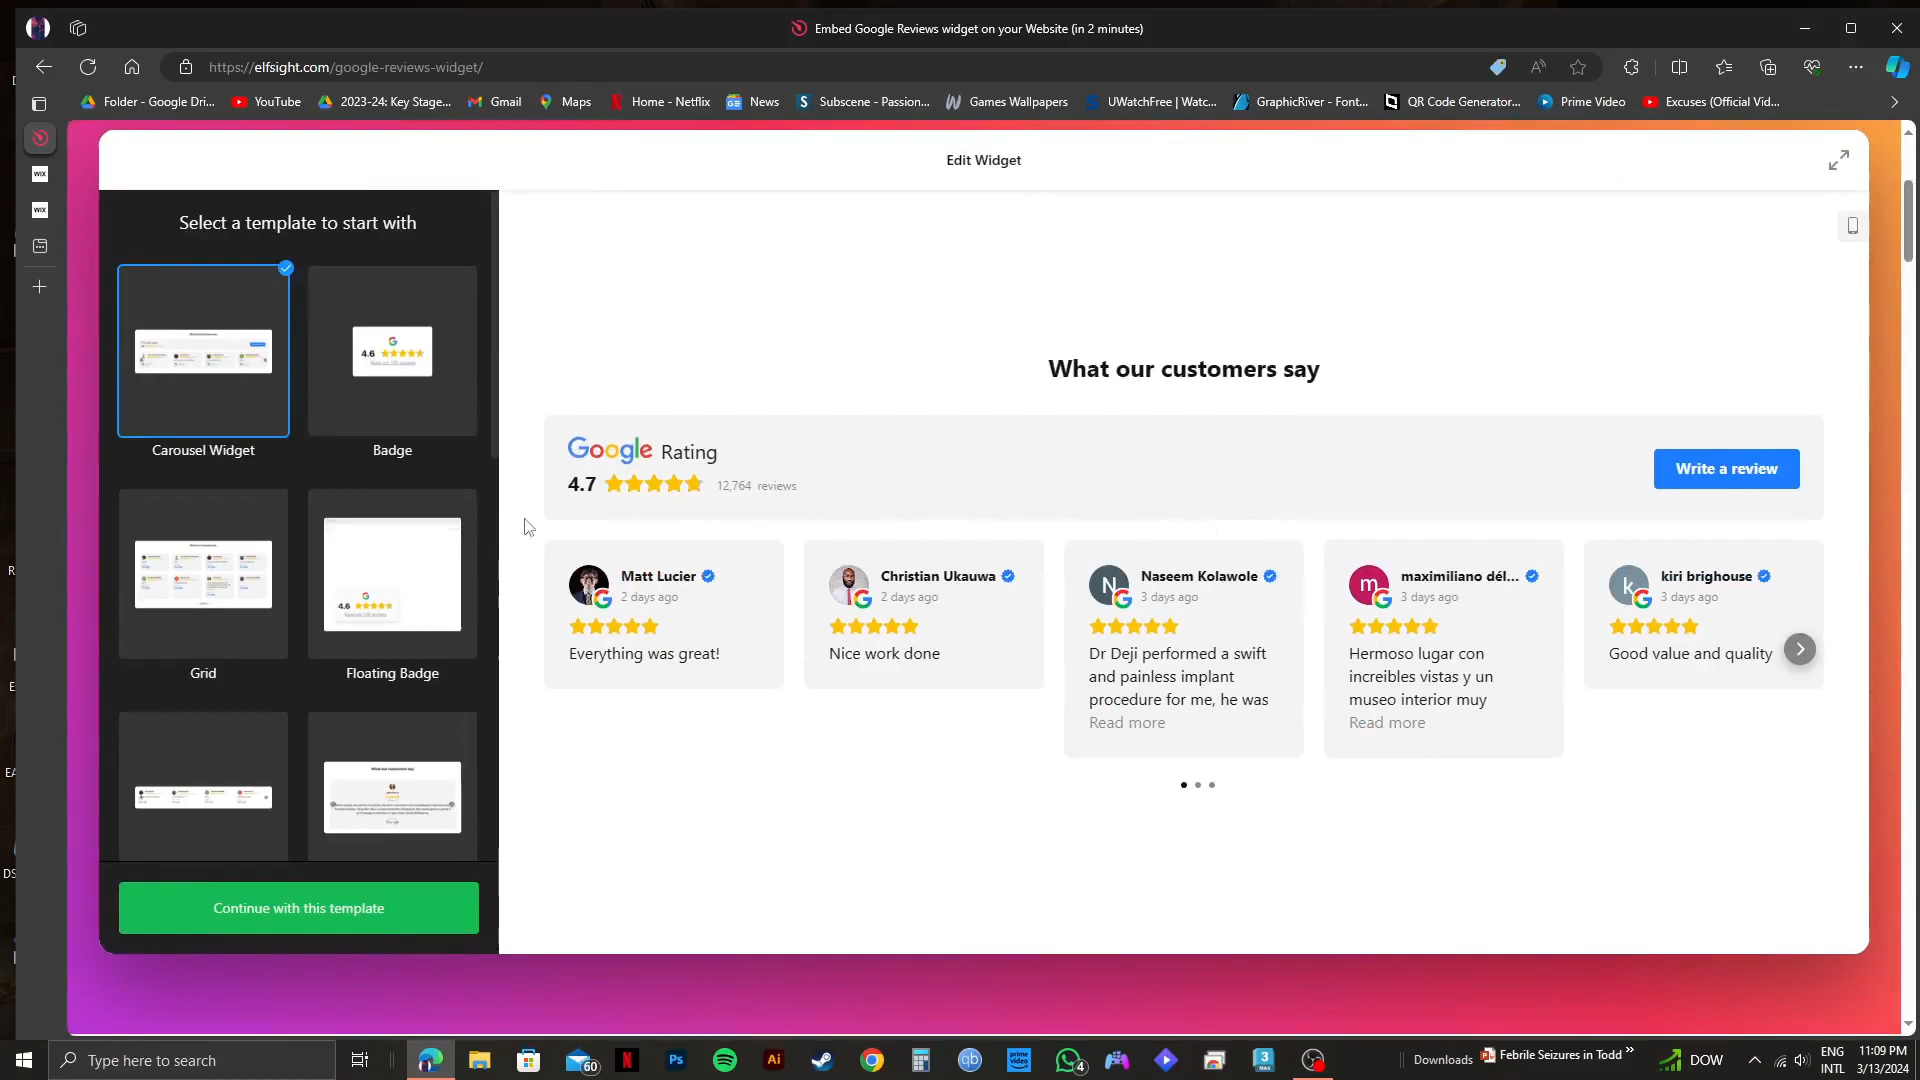 Embed Google Reviews widget on your Website (in 2 minutes)
https://elfsight.com/google-reviews-widget/
Folder - Google Dri...
YouTube
2023-24: Key Stage...
Gmail
Maps
Home - Netflix
News
Subscene - Passion...
Games Wallpapers
UWatchFree | Watc...
GraphicRiver - Font...
QR Code Generator...
Prime Video
Excuses (Official Vid...
Edit Widget
Select a template to start with
4.6
Carousel Widget
Badge
4.6
Grid
Floating Badge
Continue with this template
What our customers say
Google Rating
4.7
12,764 reviews
Write a review
Matt Lucier
2 days ago
Everything was great!
Christian Ukauwa
2 days ago
Nice work done
N
Naseem Kolawole
3 days ago
Dr Deji performed a swift
and painless implant
procedure for me, he was
Read more
m
maximiliano dél...
3 days ago
Hermoso lugar con
increibles vistas y un
museo interior muy
Read more
k
kiri brighouse
3 days ago
Good value and quality
Type here to search
60
4
Downloads
Febrile Seizures in Todd
DOW
ENG
INTL
11:09 PM
3/13/2024